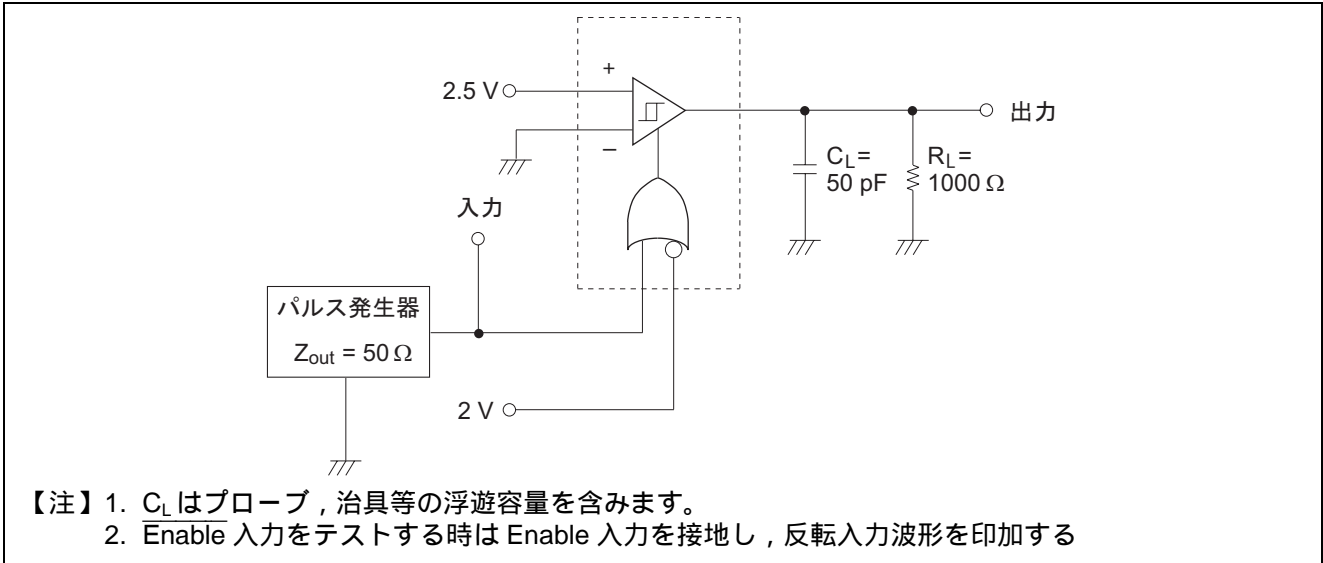 +
2.5 V
出力
−
C_L=
50 pF
R_L=
1000 Ω
入力
パルス発生器
Z_out = 50 Ω
2 V
【注】1. C_Lはプローブ，治具等の浮遊容量を含みます。
2. E̅n̅a̅b̅l̅e̅ 入力をテストする時は Enable 入力を接地し，反転入力波形を印加する